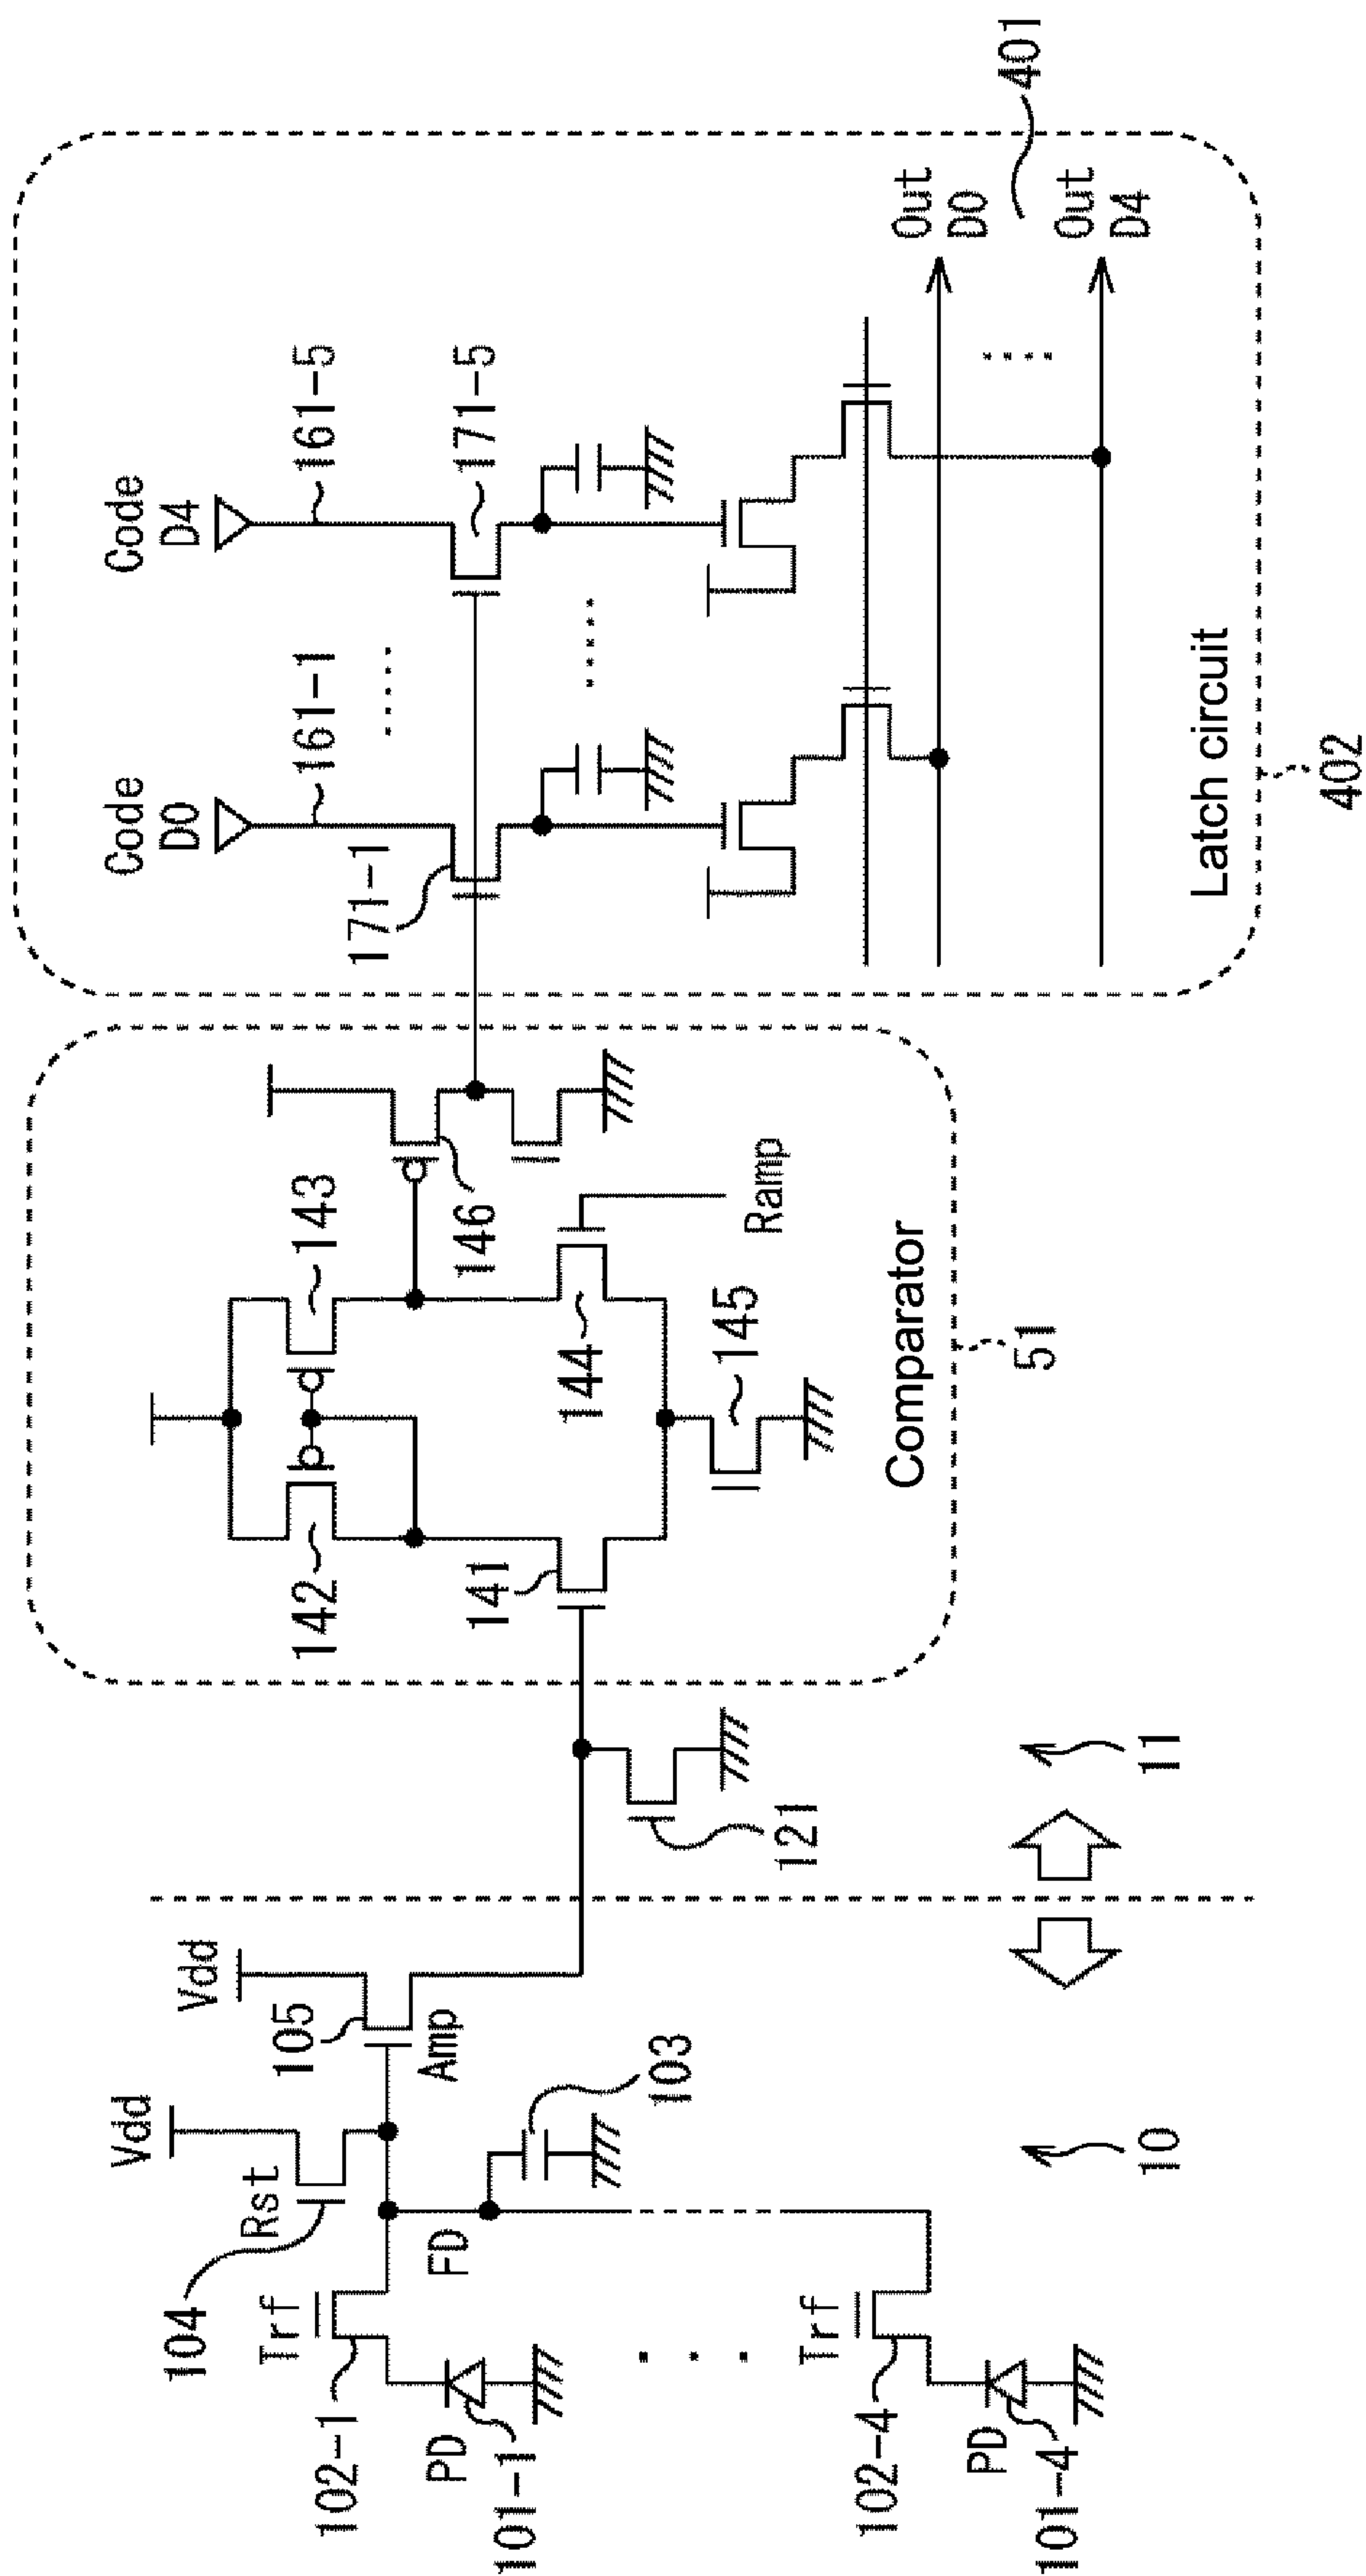 Vdd
Vdd
104
Rst
105
Amp
Trf
102-1
FD
103
PD
101-1
Trf
102-4
PD
101-4
10
11
121
142
143
141
144
146
145
Ramp
Comparator
51
Code
D0
Code
D4
161-1
161-5
171-1
171-5
Out
D0
401
Out
D4
Latch circuit
402